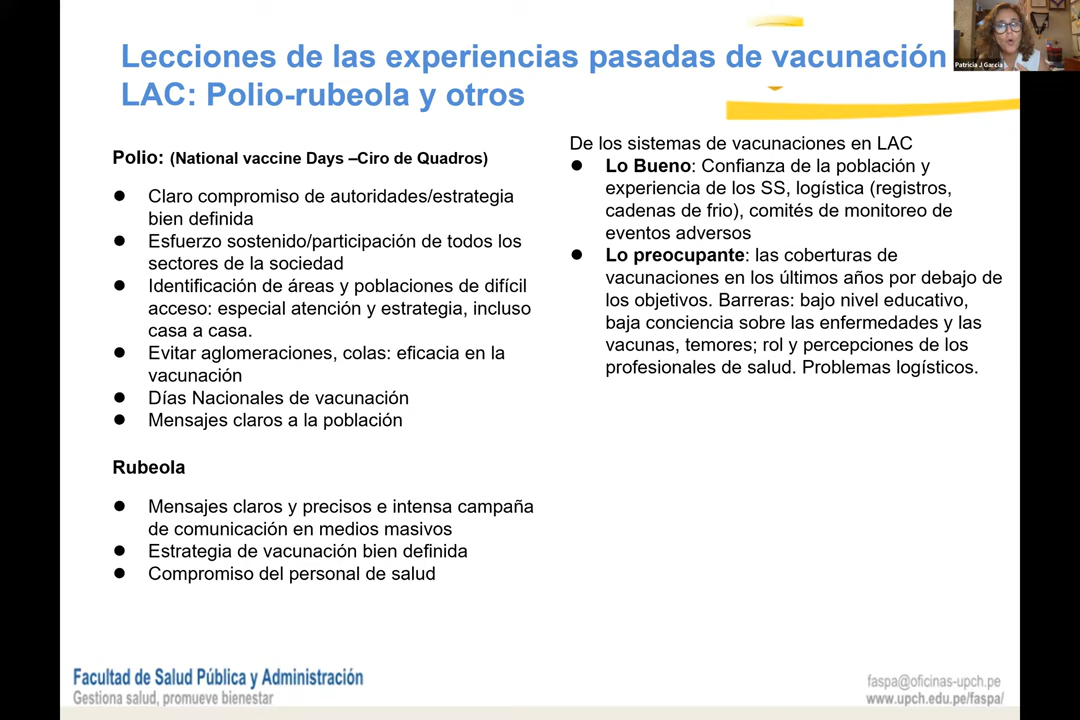 Lecciones de las experiencias pasadas de vacunación
LAC: Polio-rubeola y otros
Patricia J Garcia
Polio: (National vaccine Days –Ciro de Quadros)
● Claro compromiso de autoridades/estrategia
bien definida
● Esfuerzo sostenido/participación de todos los
sectores de la sociedad
● Identificación de áreas y poblaciones de difícil
acceso: especial atención y estrategia, incluso
casa a casa.
● Evitar aglomeraciones, colas: eficacia en la
vacunación
● Días Nacionales de vacunación
● Mensajes claros a la población
Rubeola
● Mensajes claros y precisos e intensa campaña
de comunicación en medios masivos
● Estrategia de vacunación bien definida
● Compromiso del personal de salud
De los sistemas de vacunaciones en LAC
● Lo Bueno: Confianza de la población y
experiencia de los SS, logística (registros,
cadenas de frio), comités de monitoreo de
eventos adversos
● Lo preocupante: las coberturas de
vacunaciones en los últimos años por debajo de
los objetivos. Barreras: bajo nivel educativo,
baja conciencia sobre las enfermedades y las
vacunas, temores; rol y percepciones de los
profesionales de salud. Problemas logísticos.
Facultad de Salud Pública y Administración
Gestiona salud, promueve bienestar
faspa@oficinas-upch.pe
www.upch.edu.pe/faspa/